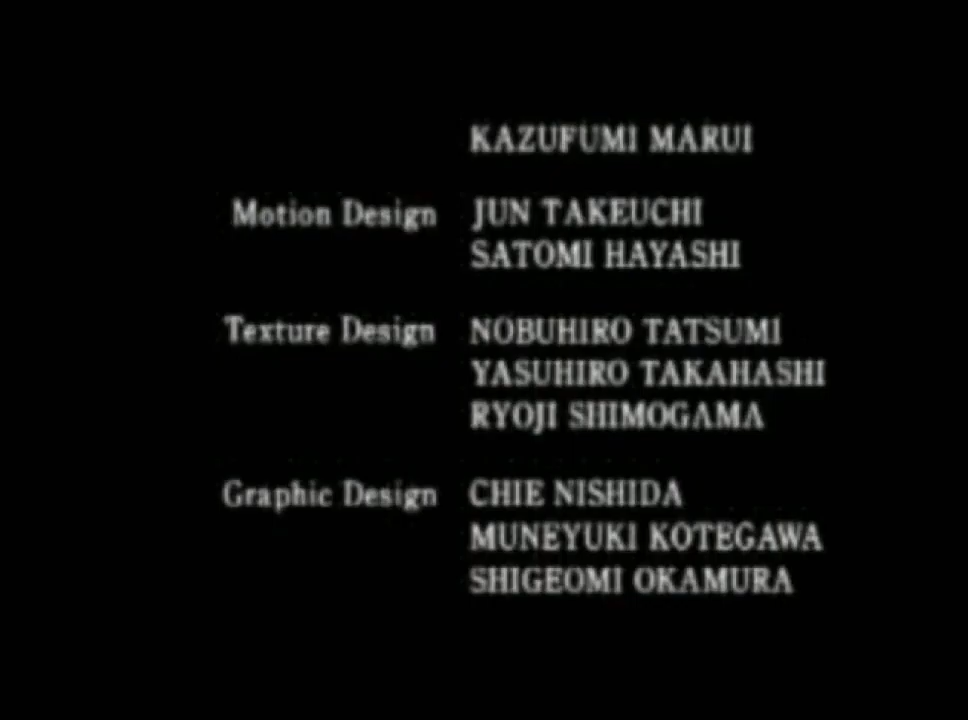 KAZUFUMI MARUI
Motion Design JUN TAKEUCHI
SATOMI HAYASHI
Texture Design NOBUHIRO TATSUMI
YASUHIRO TAKAHASHI
RYOJI SHIMOGAMA
Graphic Design CHIE NISHIDA
MUNEYUKI KOTEGAWA
SHIGEOMI OKAMURA